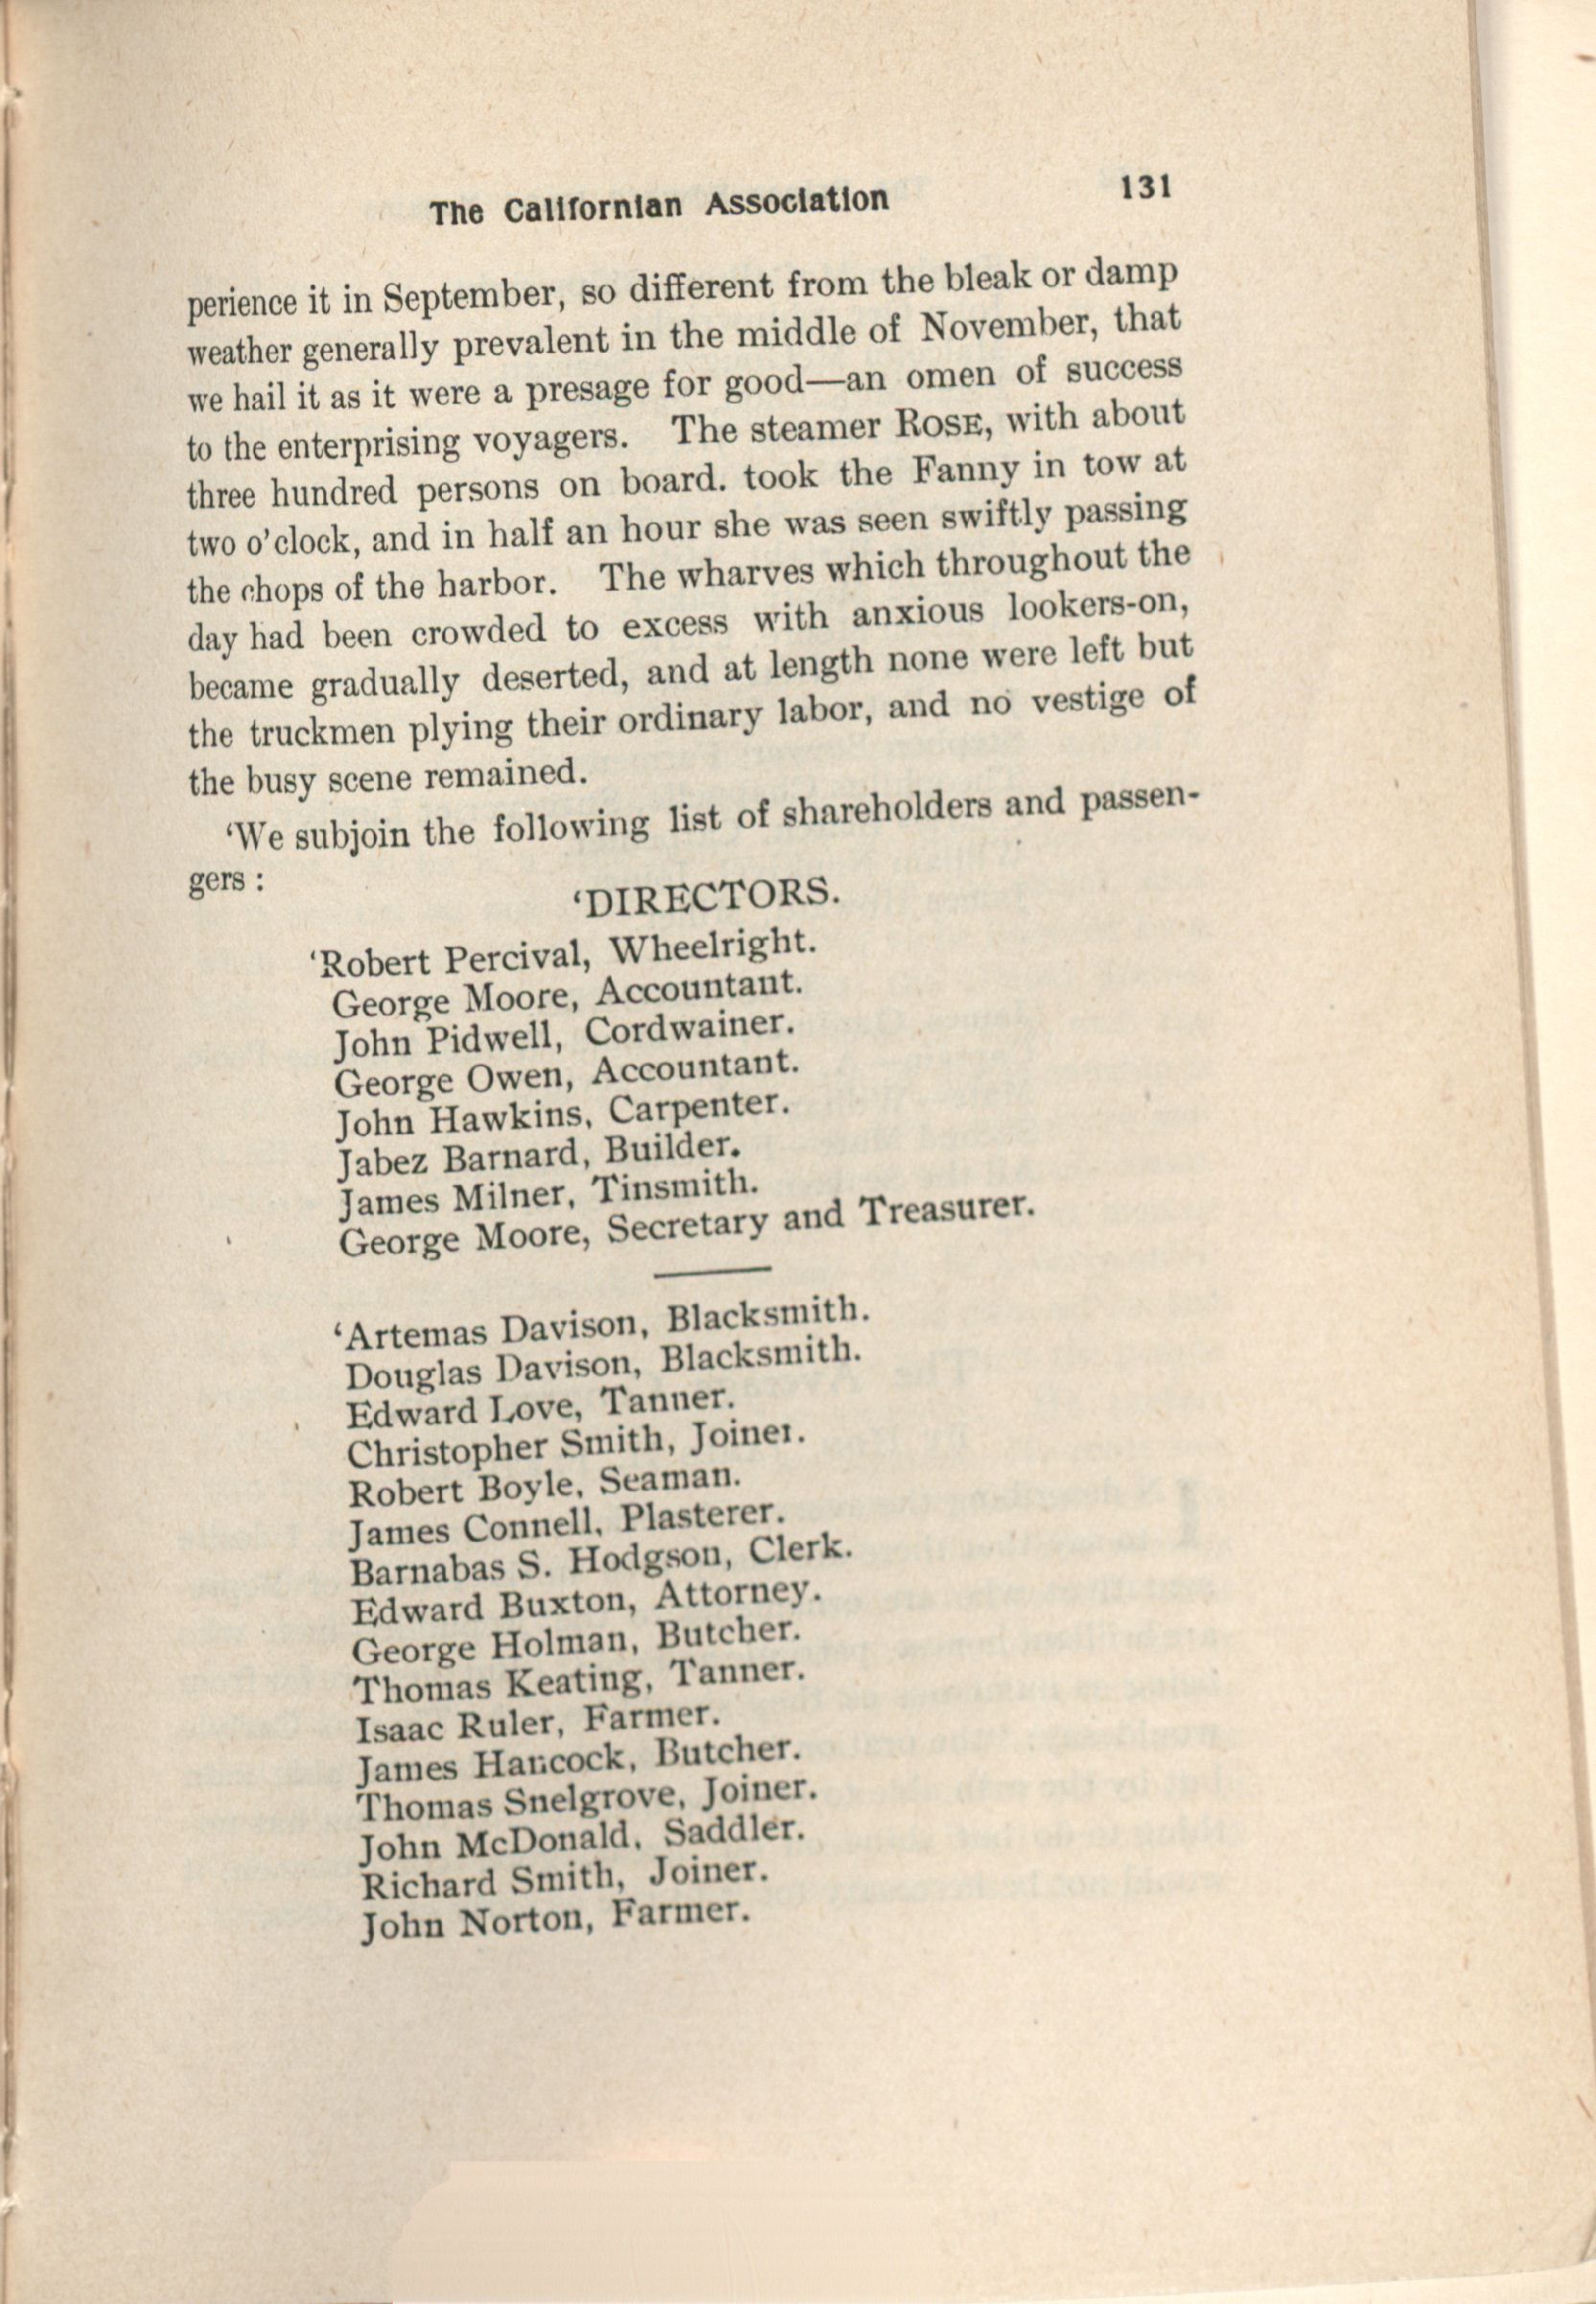 The Californian Association 131
perience it in September, so different from the bleak or damp
weather generally prevalent in the middle of November, that
we hail it as it were a presage for good—an omen of success
to the enterprising voyagers. The steamer ROSE, with about
three hundred persons on board. took the Fanny in tow at
two o'clock, and in half an hour she was seen swiftly passing
the chops of the harbor. The wharves which throughout the
day had been crowded to excess with anxious lookers-on,
became gradually deserted, and at length none were left but
the truckmen plying their ordinary labor, and no vestige of
the busy scene remained.
‘We subjoin the following list of shareholders and passen-
gers :
‘DIRECTORS.
‘Robert Percival, Wheelright.
George Moore, Accountant.
John Pidwell, Cordwainer.
George Owen, Accountant.
John Hawkins, Carpenter.
Jabez Barnard, Builder.
James Milner, Tinsmith.
George Moore, Secretary and Treasurer.
‘Artemas Davison, Blacksmith.
Douglas Davison, Blacksmith.
Edward Love, Tanner.
Christopher Smith, Joiner.
Robert Boyle, Seaman.
James Connell, Plasterer.
Barnabas S. Hodgson, Clerk.
Edward Buxton, Attorney.
George Holman, Butcher.
Thomas Keating, Tanner.
Isaac Ruler, Farmer.
James Hancock, Butcher.
Thomas Snelgrove, Joiner.
John McDonald, Saddler.
Richard Smith, Joiner.
John Norton, Farmer.